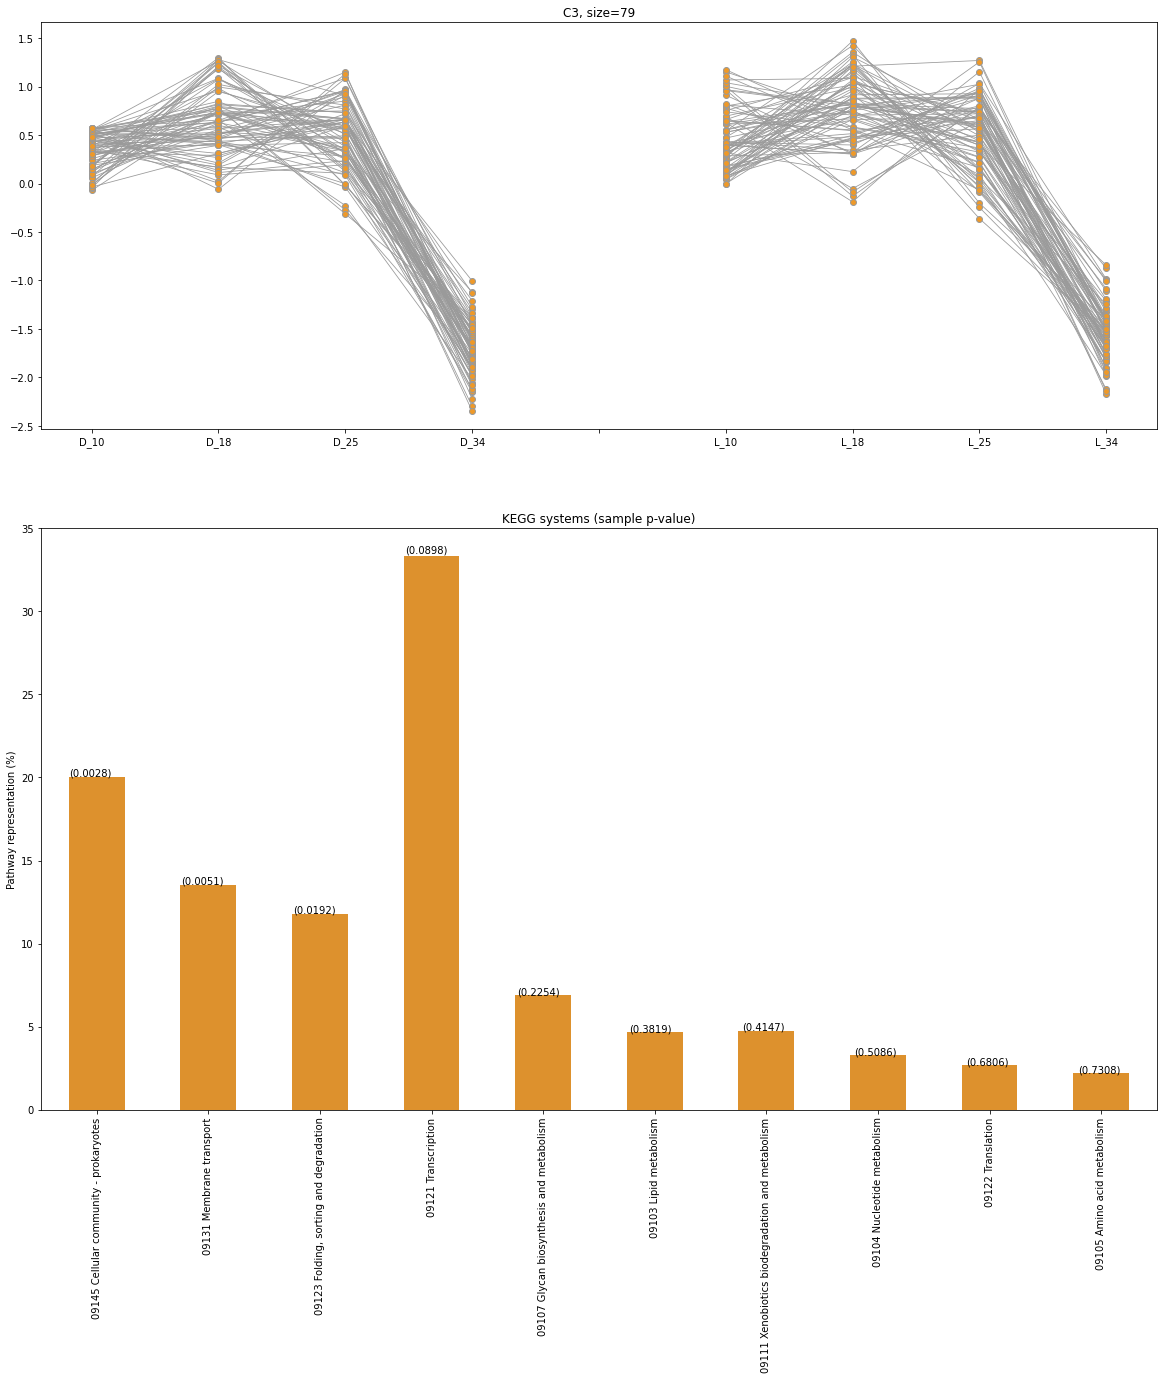 C3, size=79
1.5
1.0
0.5
0.0
−0.5
−1.0
−1.5
−2.0
−2.5
D_10 D_18 D_25 D_34 L_10 L_18 L_25 L_34
KEGG systems (sample p-value)
Pathway representation (%)
35
30
25
20
15
10
5
0
(0.0028)
(0.0051)
(0.0192)
(0.0898)
(0.2254)
(0.3819)
(0.4147)
(0.5086)
(0.6806)
(0.7308)
09145 Cellular community - prokaryotes
09131 Membrane transport
09123 Folding, sorting and degradation
09121 Transcription
09107 Glycan biosynthesis and metabolism
09103 Lipid metabolism
09111 Xenobiotics biodegradation and metabolism
09104 Nucleotide metabolism
09122 Translation
09105 Amino acid metabolism